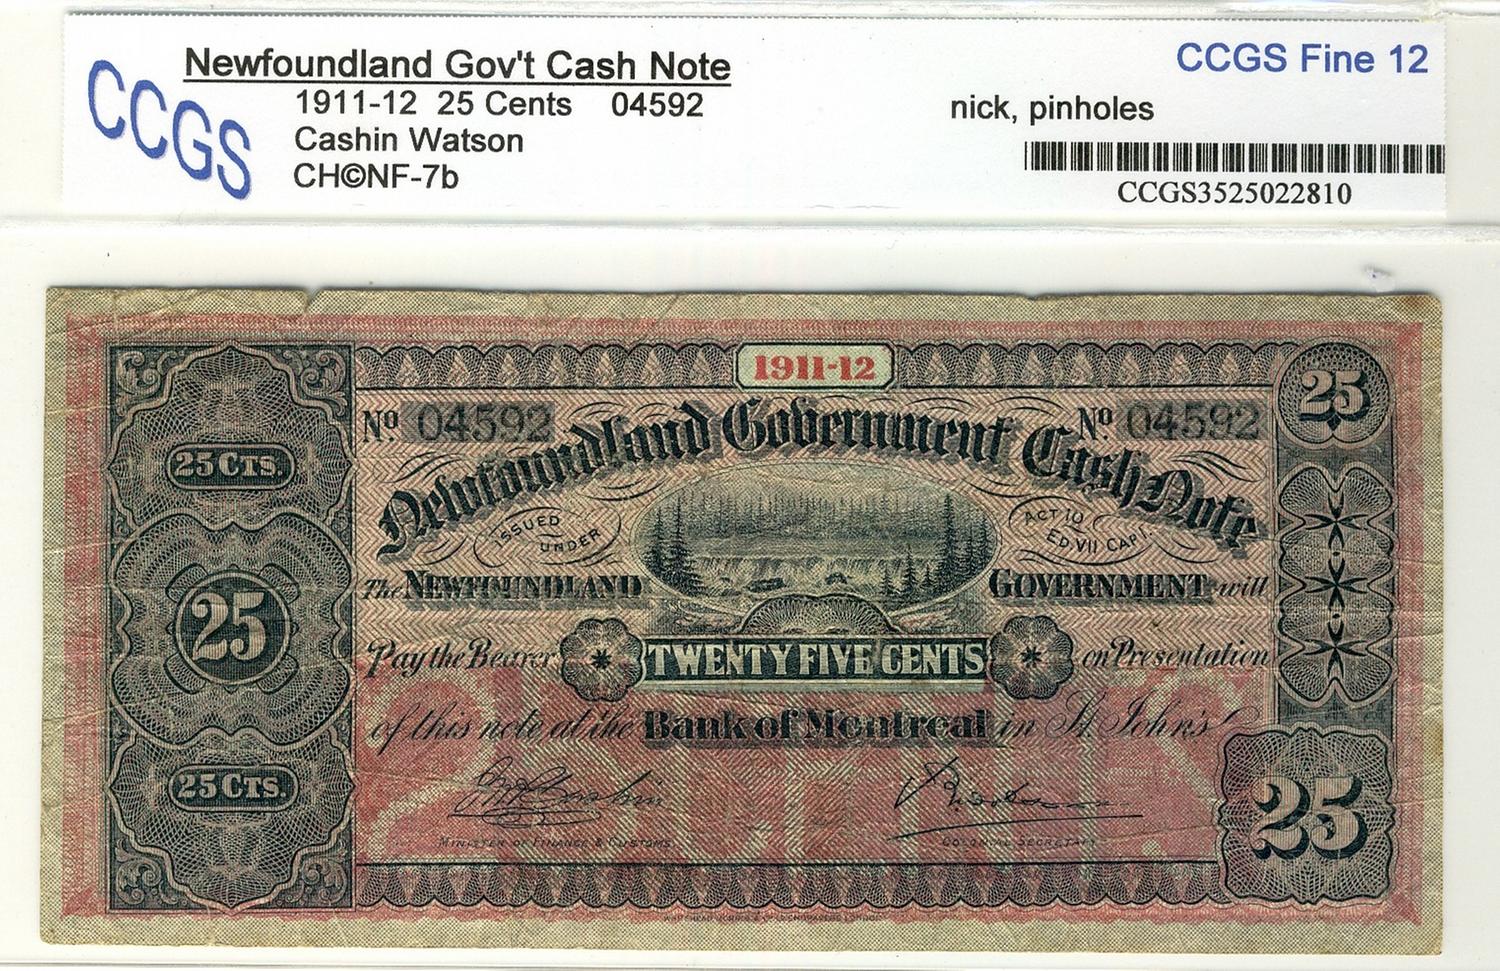 CCGS
Newfoundland Gov't Cash Note
1911-12 25 Cents 04592
Cashin Watson
CH©NF-7b
CCGS Fine 12
nick, pinholes
CCGS3525022810
1911-12
No. 04592
No. 04592
25
Newfoundland Government Cash Note
25 CTS.
ISSUED UNDER
ACT 10 ED. VII CAP 1.
The NEWFOUNDLAND GOVERNMENT will
25
Pay the Bearer TWENTY FIVE CENTS on Presentation
of this note at the Bank of Montreal in St. John's
25 CTS.
25
MINISTER OF FINANCE & CUSTOMS
COLONIAL SECRETARY